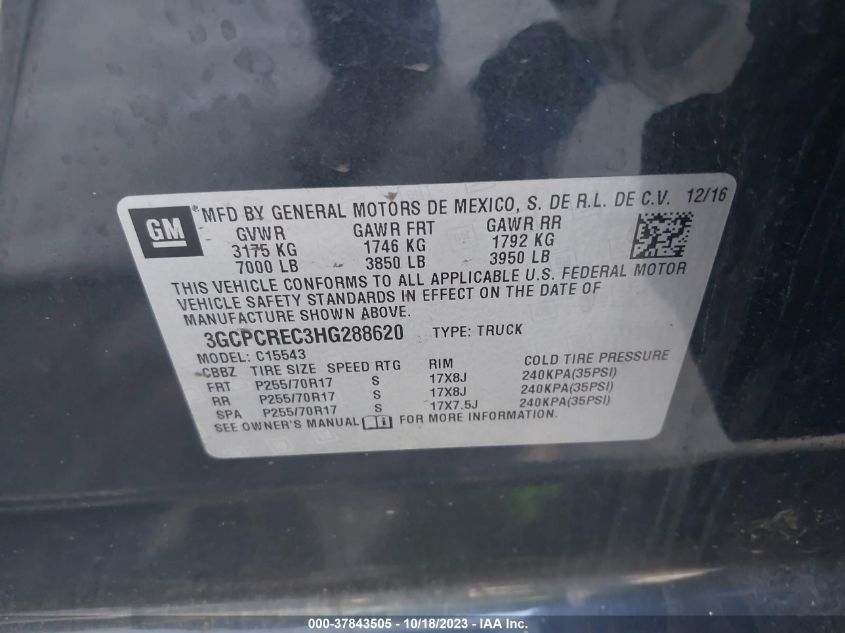 GM
®MFD BY GENERAL MOTORS DE MEXICO, S. DE R.L. DE C.V. 12/16
GVWR GAWR FRT GAWR RR
3175 KG 1746 KG 1792 KG
7000 LB 3850 LB 3950 LB
THIS VEHICLE CONFORMS TO ALL APPLICABLE U.S. FEDERAL MOTOR
VEHICLE SAFETY STANDARDS IN EFFECT ON THE DATE OF
MANUFACTURE SHOWN ABOVE.
3GCPCREC3HG288620 TYPE: TRUCK
MODEL: C15543
CBBZ TIRE SIZE SPEED RTG RIM COLD TIRE PRESSURE
FRT P255/70R17 S 17X8J 240KPA(35PSI)
RR P255/70R17 S 17X8J 240KPA(35PSI)
SPA P255/70R17 S 17X7.5J 240KPA(35PSI)
SEE OWNER'S MANUAL FOR MORE INFORMATION.
000-37843505 - 10/18/2023 - IAA Inc.